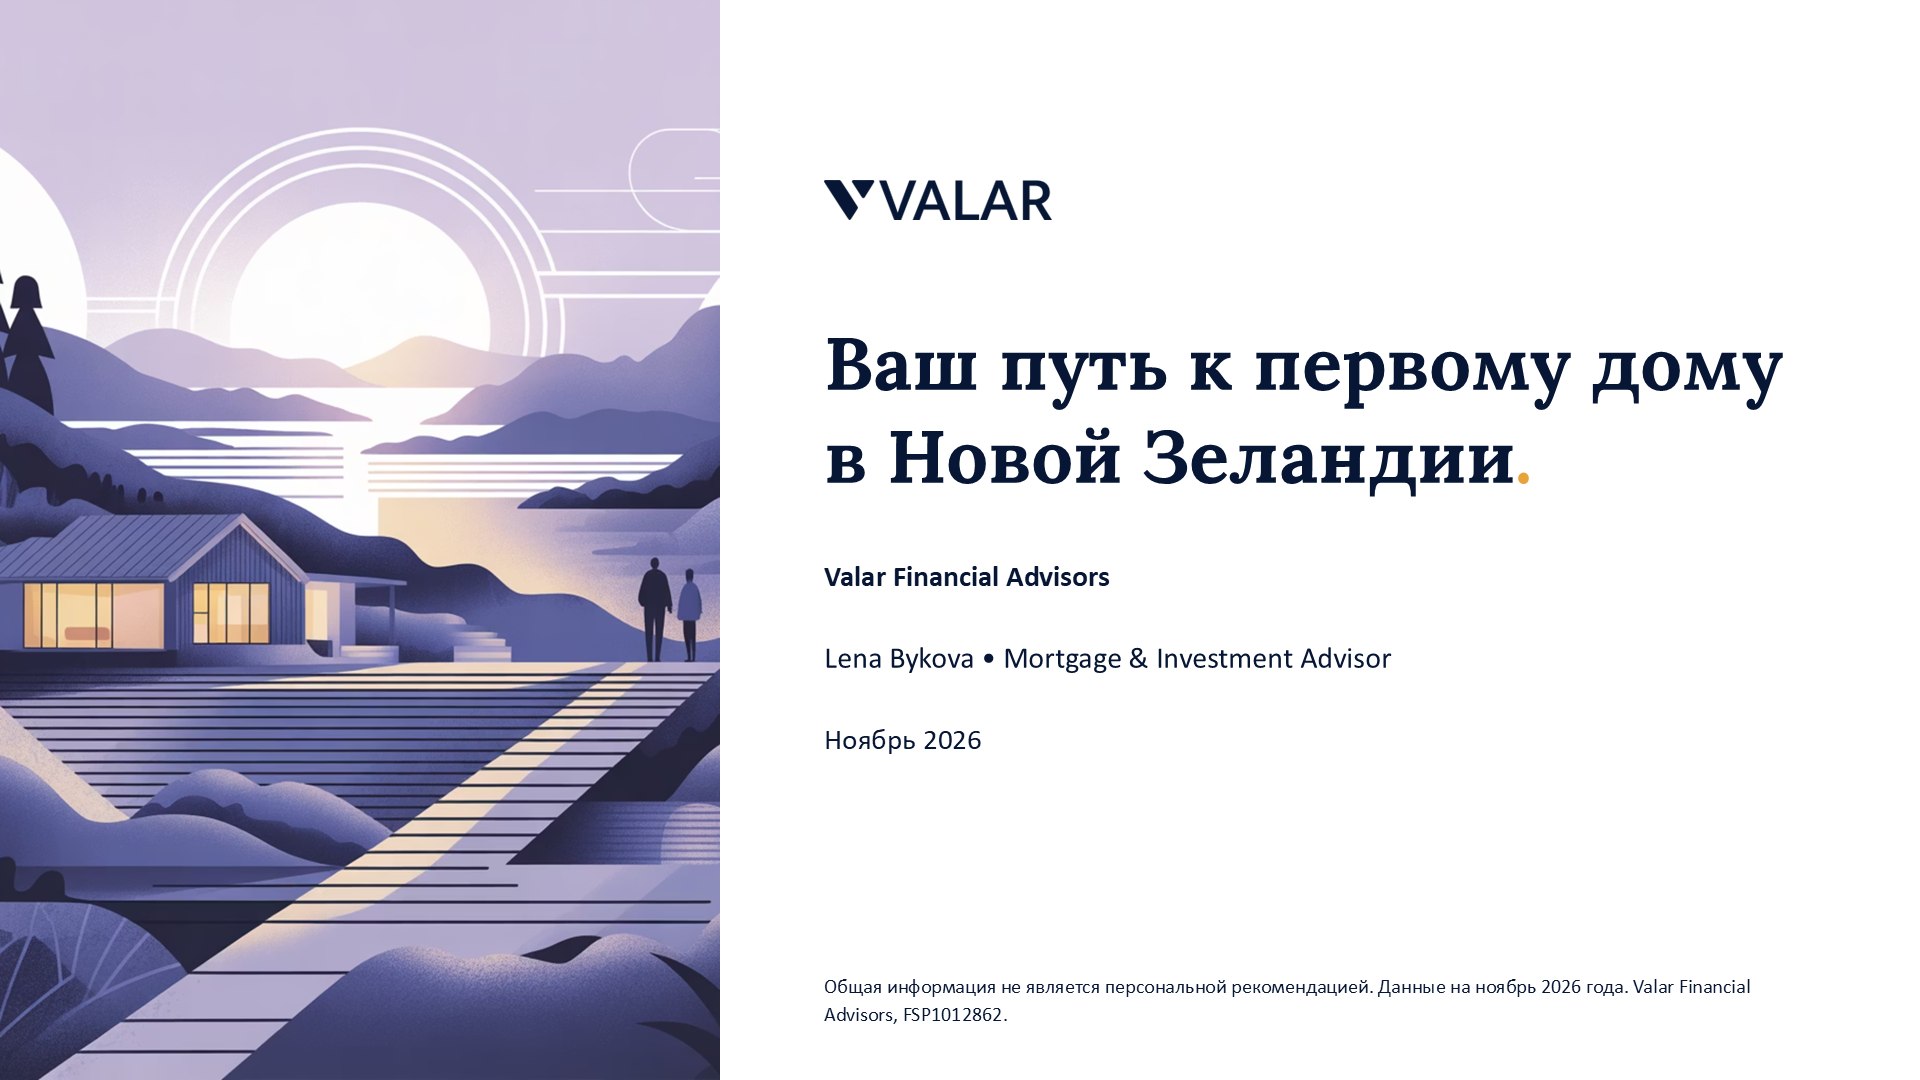 VALAR
Ваш путь к первому дому
в Новой Зеландии.
Valar Financial Advisors
Lena Bykova • Mortgage & Investment Advisor
Ноябрь 2026
Общая информация не является персональной рекомендацией. Данные на ноябрь 2026 года. Valar Financial
Advisors, FSP1012862.